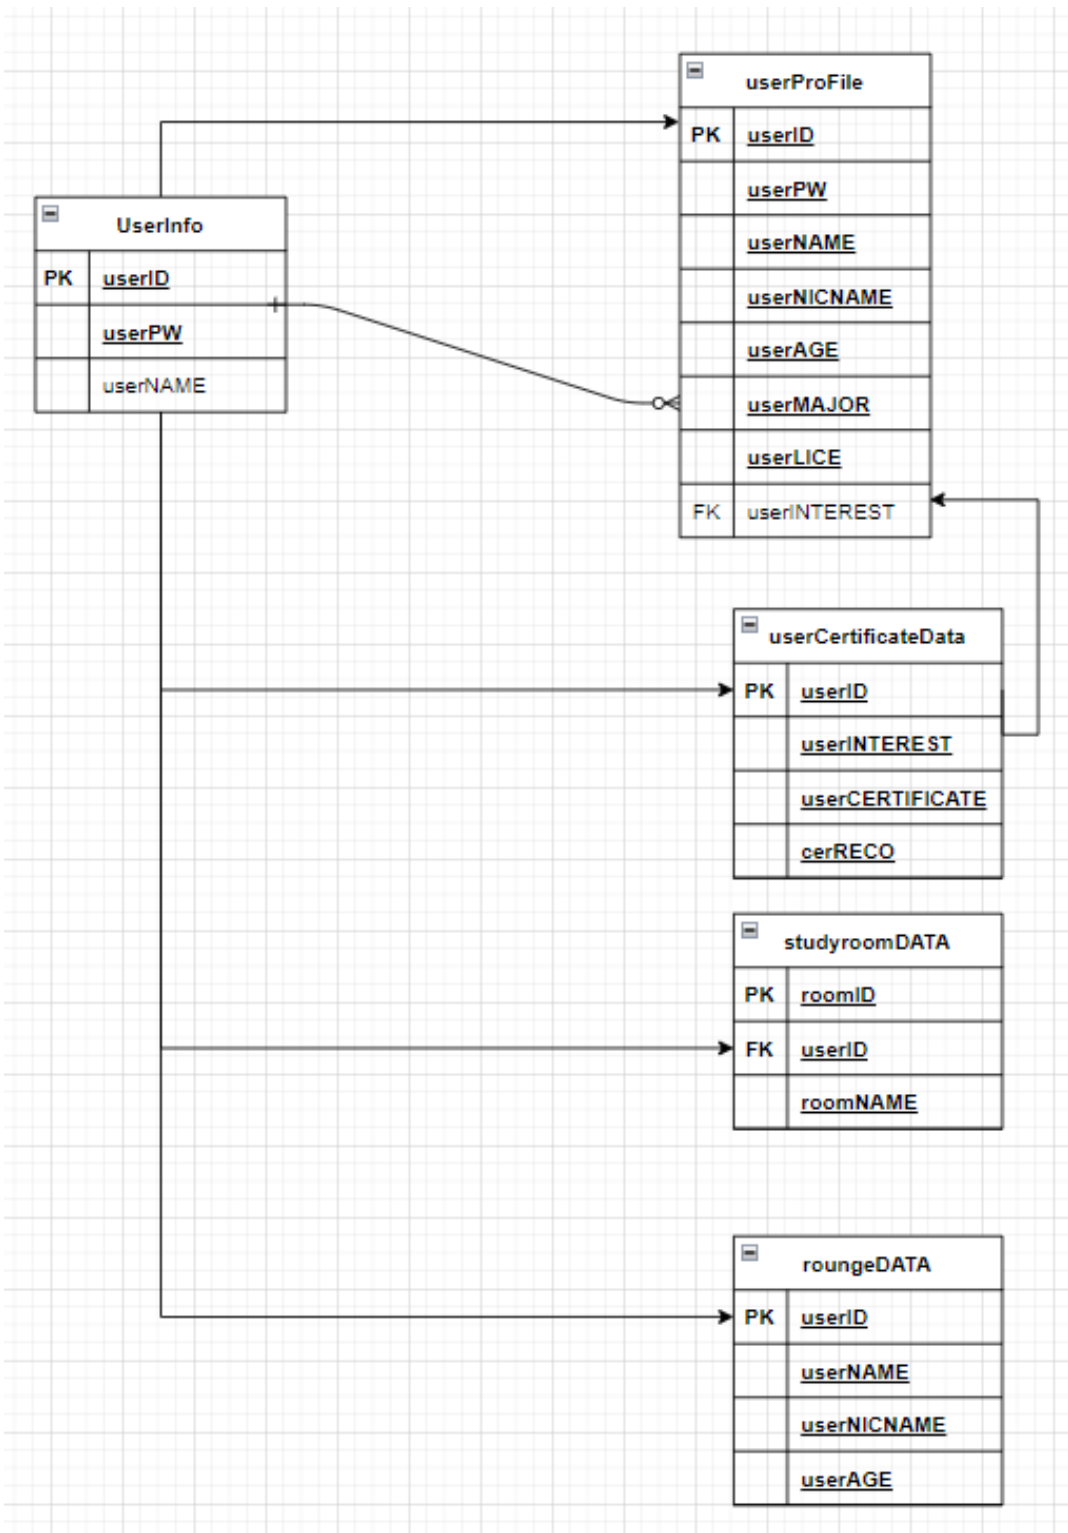 userProFile
PK userID
userPW
userNAME
userNICNAME
userAGE
userMAJOR
userLICE
FK userINTEREST
UserInfo
PK userID
userPW
userNAME
userCertificateData
PK userID
userINTEREST
userCERTIFICATE
cerRECO
studyroomDATA
PK roomID
FK userID
roomNAME
roungeDATA
PK userID
userNAME
userNICNAME
userAGE